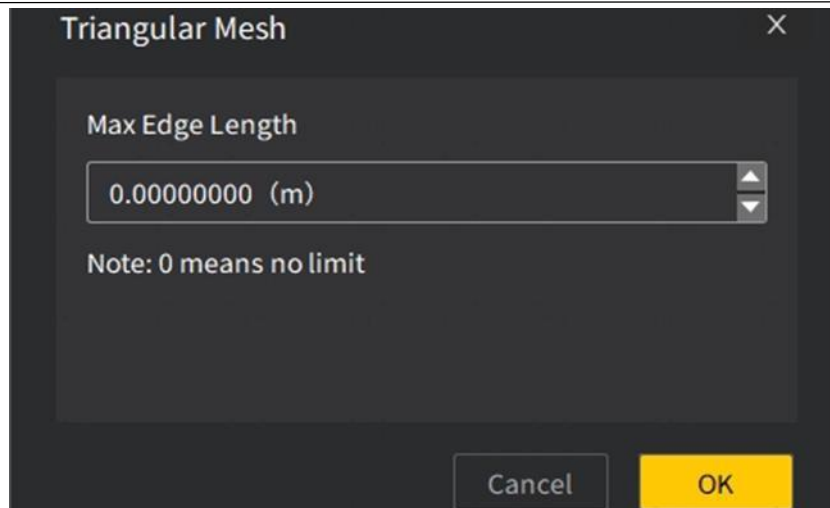 Triangular Mesh
Max Edge Length
0.00000000（m）
Note: 0 means no limit
Cancel
OK